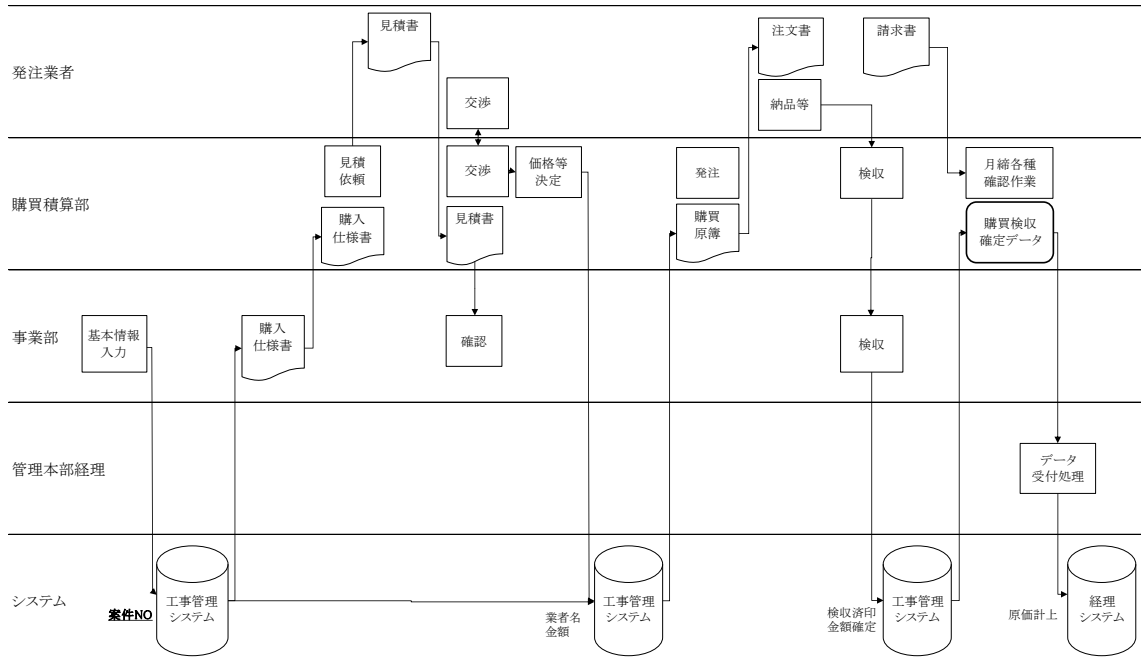 発注業者
見積書
交渉
注文書
請求書
納品等
購買積算部
見積
依頼
購入
仕様書
交渉
価格等
決定
見積書
発注
購買
原簿
検収
月締各種
確認作業
購買検収
確定データ
事業部
基本情報
入力
購入
仕様書
確認
検収
管理本部経理
データ
受付処理
システム
案件NO
工事管理
システム
業者名
金額
工事管理
システム
検収済印
金額確定
工事管理
システム
原価計上
経理
システム